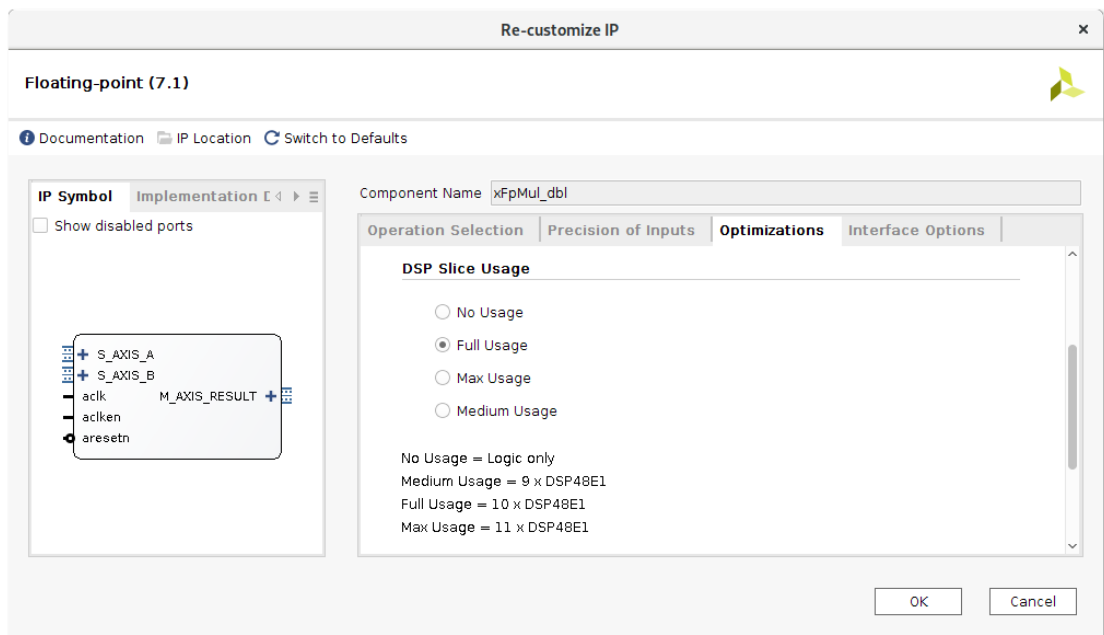 Re-customize IP
Floating-point (7.1)
Documentation IP Location Switch to Defaults
IP Symbol Implementation D
Show disabled ports
S_AXIS_A
S_AXIS_B
aclk M_AXIS_RESULT
aclken
aresetn
Component Name xFpMul_dbl
Operation Selection Precision of Inputs Optimizations Interface Options
DSP Slice Usage
No Usage
Full Usage
Max Usage
Medium Usage
No Usage = Logic only
Medium Usage = 9 x DSP48E1
Full Usage = 10 x DSP48E1
Max Usage = 11 x DSP48E1
OK Cancel